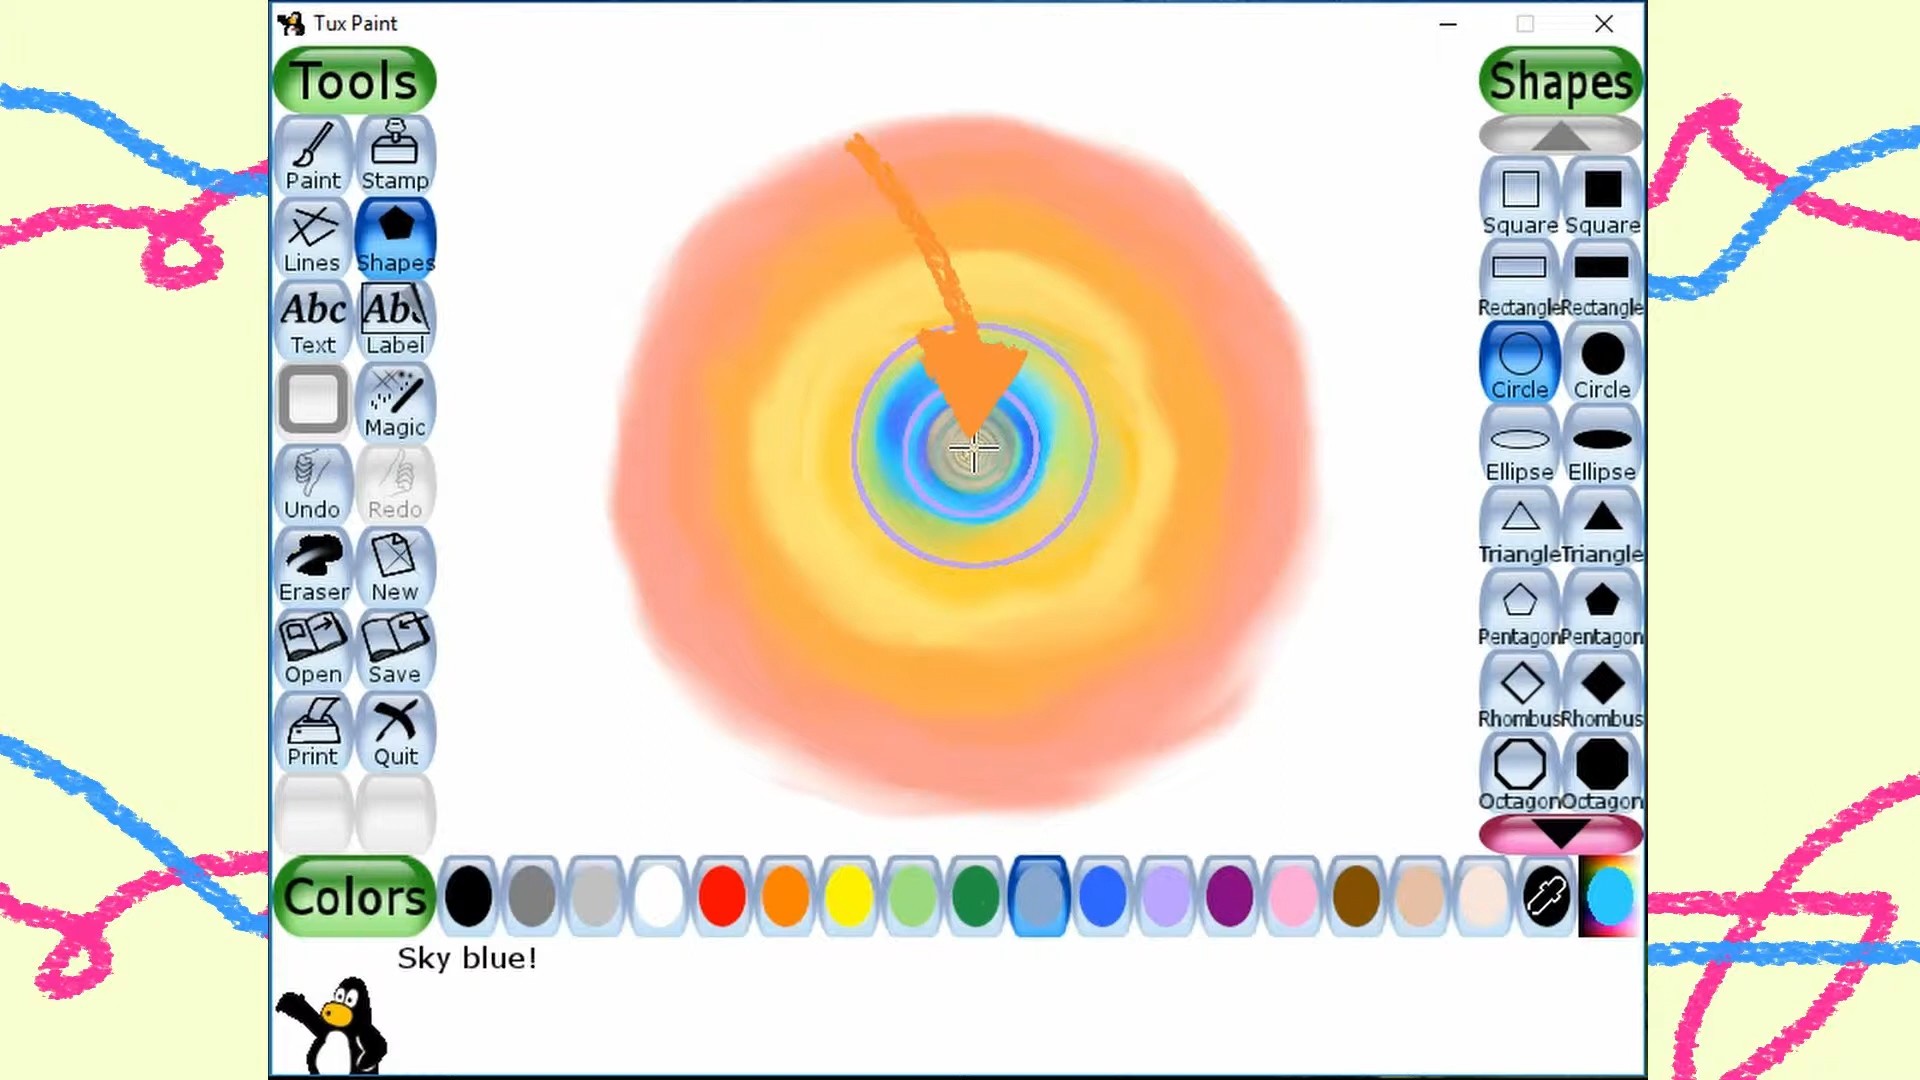 Tux Paint
Tools
Shapes
Paint
Stamp
Lines
Shapes
Abc
Text
Abc
Label
Magic
Undo
Redo
Eraser
New
Open
Save
Print
Quit
Square
Square
Rectangle
Rectangle
Circle
Circle
Ellipse
Ellipse
Triangle
Triangle
Pentagon
Pentagon
Rhombus
Rhombus
Octagon
Octagon
Colors
Sky blue!